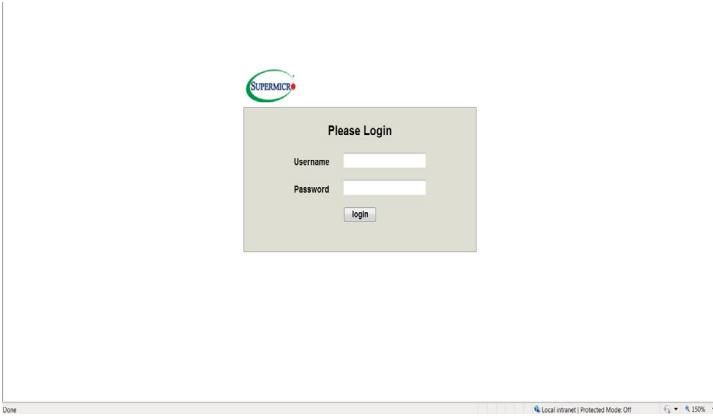 SUPERMICRO
Please Login
Username
Password
login
Done
Local intranet | Protected Mode: Off
150%